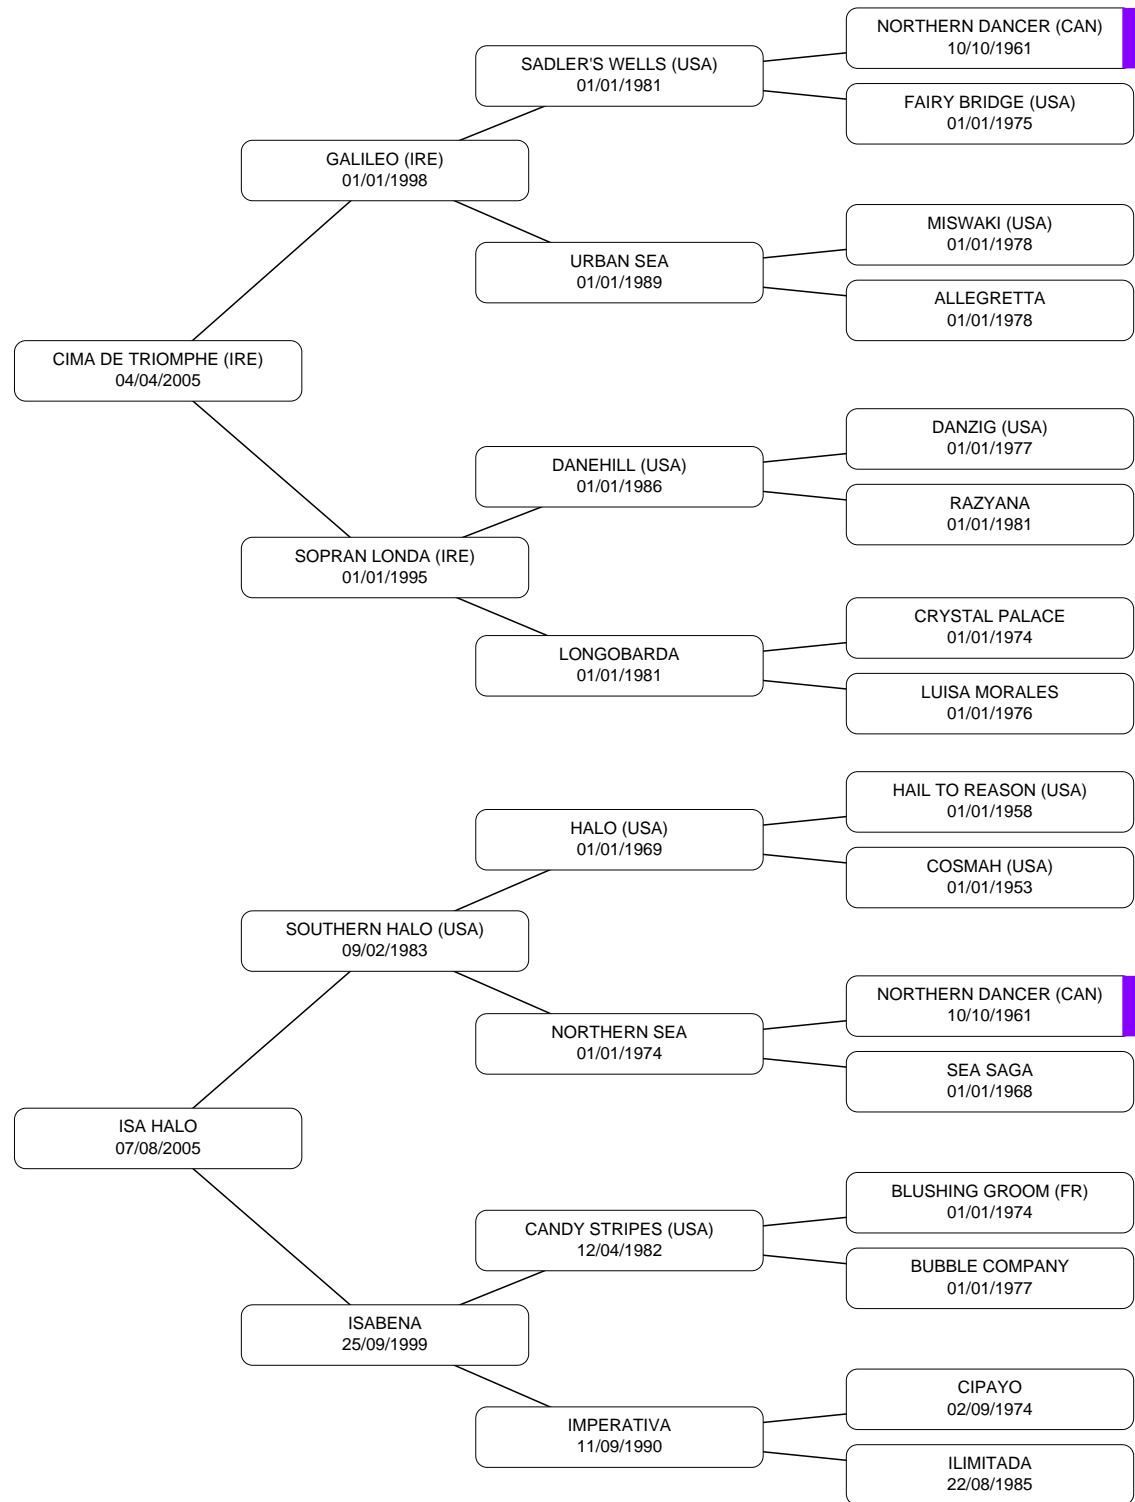 NORTHERN DANCER (CAN)
10/10/1961
SADLER'S WELLS (USA)
01/01/1981
FAIRY BRIDGE (USA)
01/01/1975
GALILEO (IRE)
01/01/1998
MISWAKI (USA)
01/01/1978
URBAN SEA
01/01/1989
ALLEGRETTA
01/01/1978
CIMA DE TRIOMPHE (IRE)
04/04/2005
DANZIG (USA)
01/01/1977
DANEHILL (USA)
01/01/1986
RAZYANA
01/01/1981
SOPRAN LONDA (IRE)
01/01/1995
CRYSTAL PALACE
01/01/1974
LONGOBARDA
01/01/1981
LUISA MORALES
01/01/1976
HAIL TO REASON (USA)
01/01/1958
HALO (USA)
01/01/1969
COSMAH (USA)
01/01/1953
SOUTHERN HALO (USA)
09/02/1983
NORTHERN DANCER (CAN)
10/10/1961
NORTHERN SEA
01/01/1974
SEA SAGA
01/01/1968
ISA HALO
07/08/2005
BLUSHING GROOM (FR)
01/01/1974
CANDY STRIPES (USA)
12/04/1982
BUBBLE COMPANY
01/01/1977
ISABENA
25/09/1999
CIPAYO
02/09/1974
IMPERATIVA
11/09/1990
ILIMITADA
22/08/1985